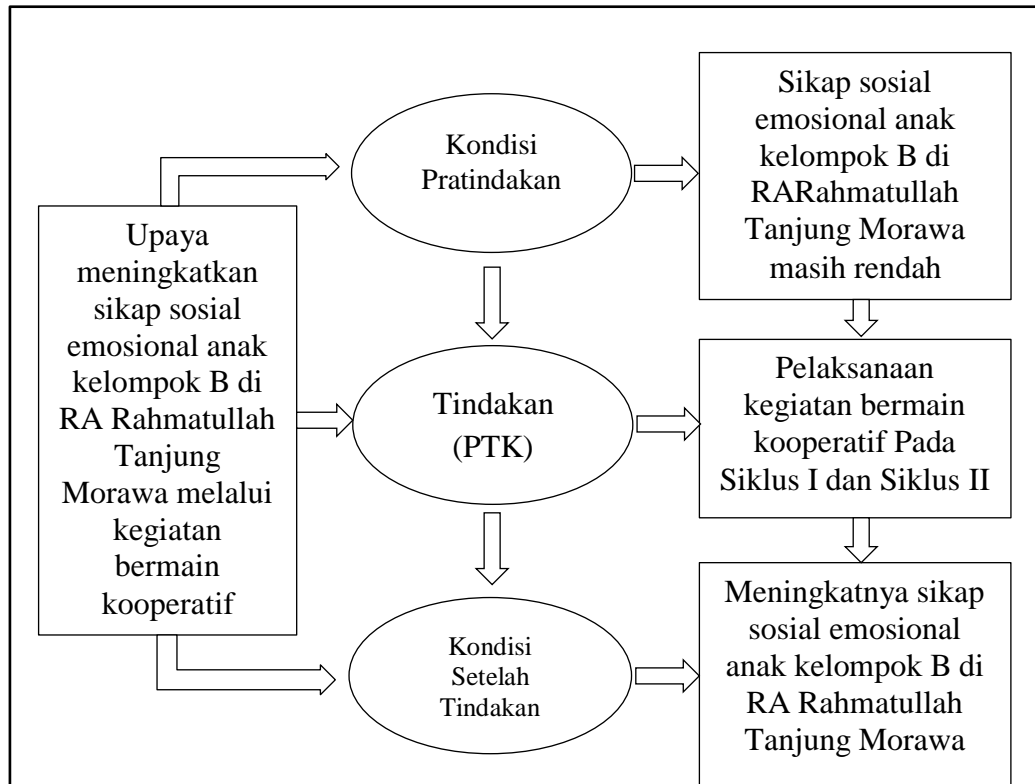 Upaya
meningkatkan
sikap sosial
emosional anak
kelompok B di
RA Rahmatullah
Tanjung
Morawa melalui
kegiatan
bermain
kooperatif
Kondisi
Pratindakan
Sikap sosial
emosional anak
kelompok B di
RARahmatullah
Tanjung Morawa
masih rendah
Tindakan
(PTK)
Pelaksanaan
kegiatan bermain
kooperatif Pada
Siklus I dan Siklus II
Kondisi
Setelah
Tindakan
Meningkatnya sikap
sosial emosional
anak kelompok B di
RA Rahmatullah
Tanjung Morawa